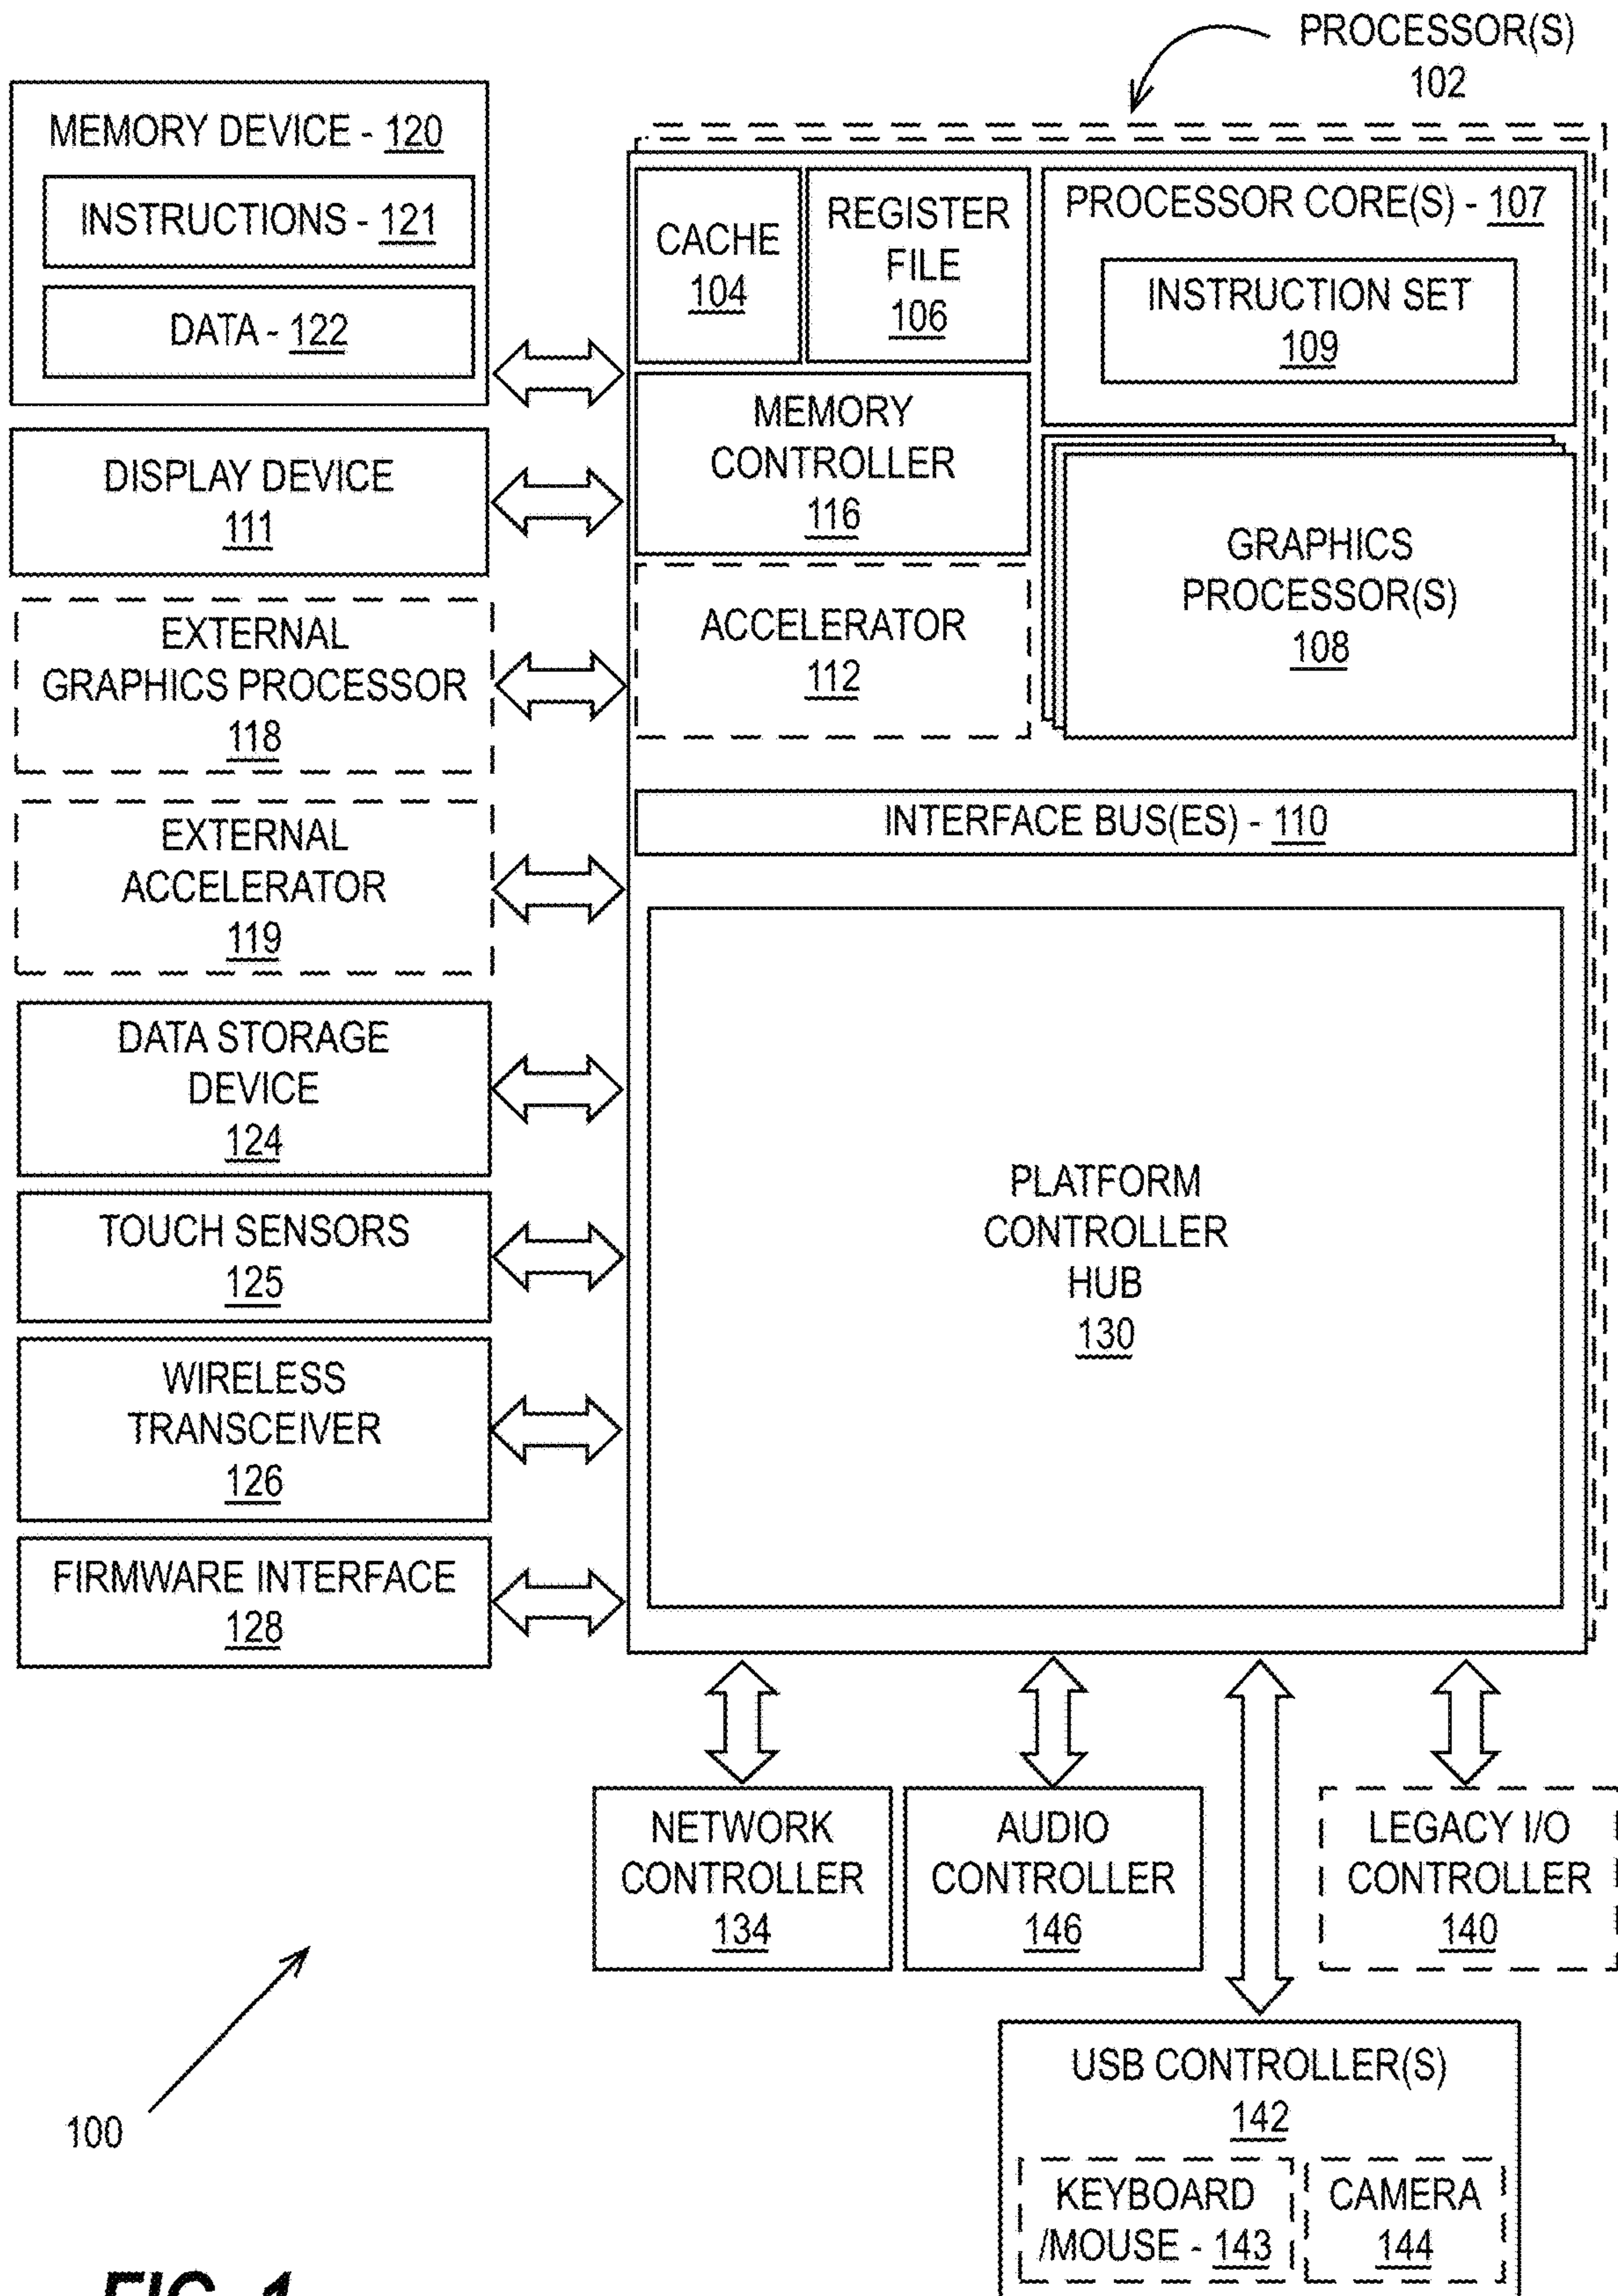 PROCESSOR(S)
102
MEMORY DEVICE - 120
INSTRUCTIONS - 121
DATA - 122
CACHE
104
REGISTER
FILE
106
PROCESSOR CORE(S) - 107
INSTRUCTION SET
109
MEMORY
CONTROLLER
116
DISPLAY DEVICE
111
GRAPHICS
PROCESSOR(S)
108
EXTERNAL
GRAPHICS PROCESSOR
118
ACCELERATOR
112
INTERFACE BUS(ES) - 110
EXTERNAL
ACCELERATOR
119
DATA STORAGE
DEVICE
124
TOUCH SENSORS
125
PLATFORM
CONTROLLER
HUB
130
WIRELESS
TRANSCEIVER
126
FIRMWARE INTERFACE
128
NETWORK
CONTROLLER
134
AUDIO
CONTROLLER
146
LEGACY I/O
CONTROLLER
140
100
USB CONTROLLER(S)
142
KEYBOARD
/MOUSE - 143
CAMERA
144
FIG. 1